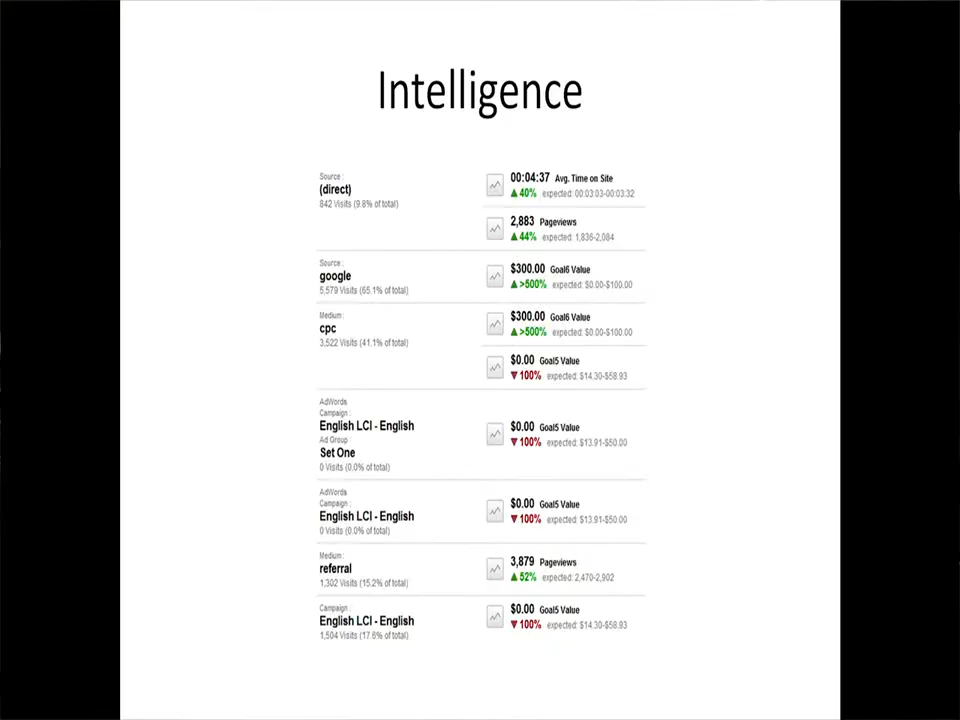 Intelligence
Source :
(direct)
842 Visits (9.8% of total)
00:04:37 Avg. Time on Site
40% expected: 00:03:03-00:03:32
2,883 Pageviews
44% expected: 1,836-2,084
Source :
google
5,579 Visits (65.1% of total)
$300.00 Goal6 Value
>500% expected: $0.00-$100.00
Medium :
cpc
3,522 Visits (41.1% of total)
$300.00 Goal6 Value
>500% expected: $0.00-$100.00
$0.00 Goal5 Value
100% expected: $14.30-$58.93
AdWords
Campaign :
English LCI - English
Ad Group :
Set One
0 Visits (0.0% of total)
$0.00 Goal5 Value
100% expected: $13.91-$50.00
AdWords
Campaign :
English LCI - English
0 Visits (0.0% of total)
$0.00 Goal5 Value
100% expected: $13.91-$50.00
Medium :
referral
1,302 Visits (15.2% of total)
3,879 Pageviews
52% expected: 2,470-2,902
Campaign :
English LCI - English
1,504 Visits (17.6% of total)
$0.00 Goal5 Value
100% expected: $14.30-$58.93